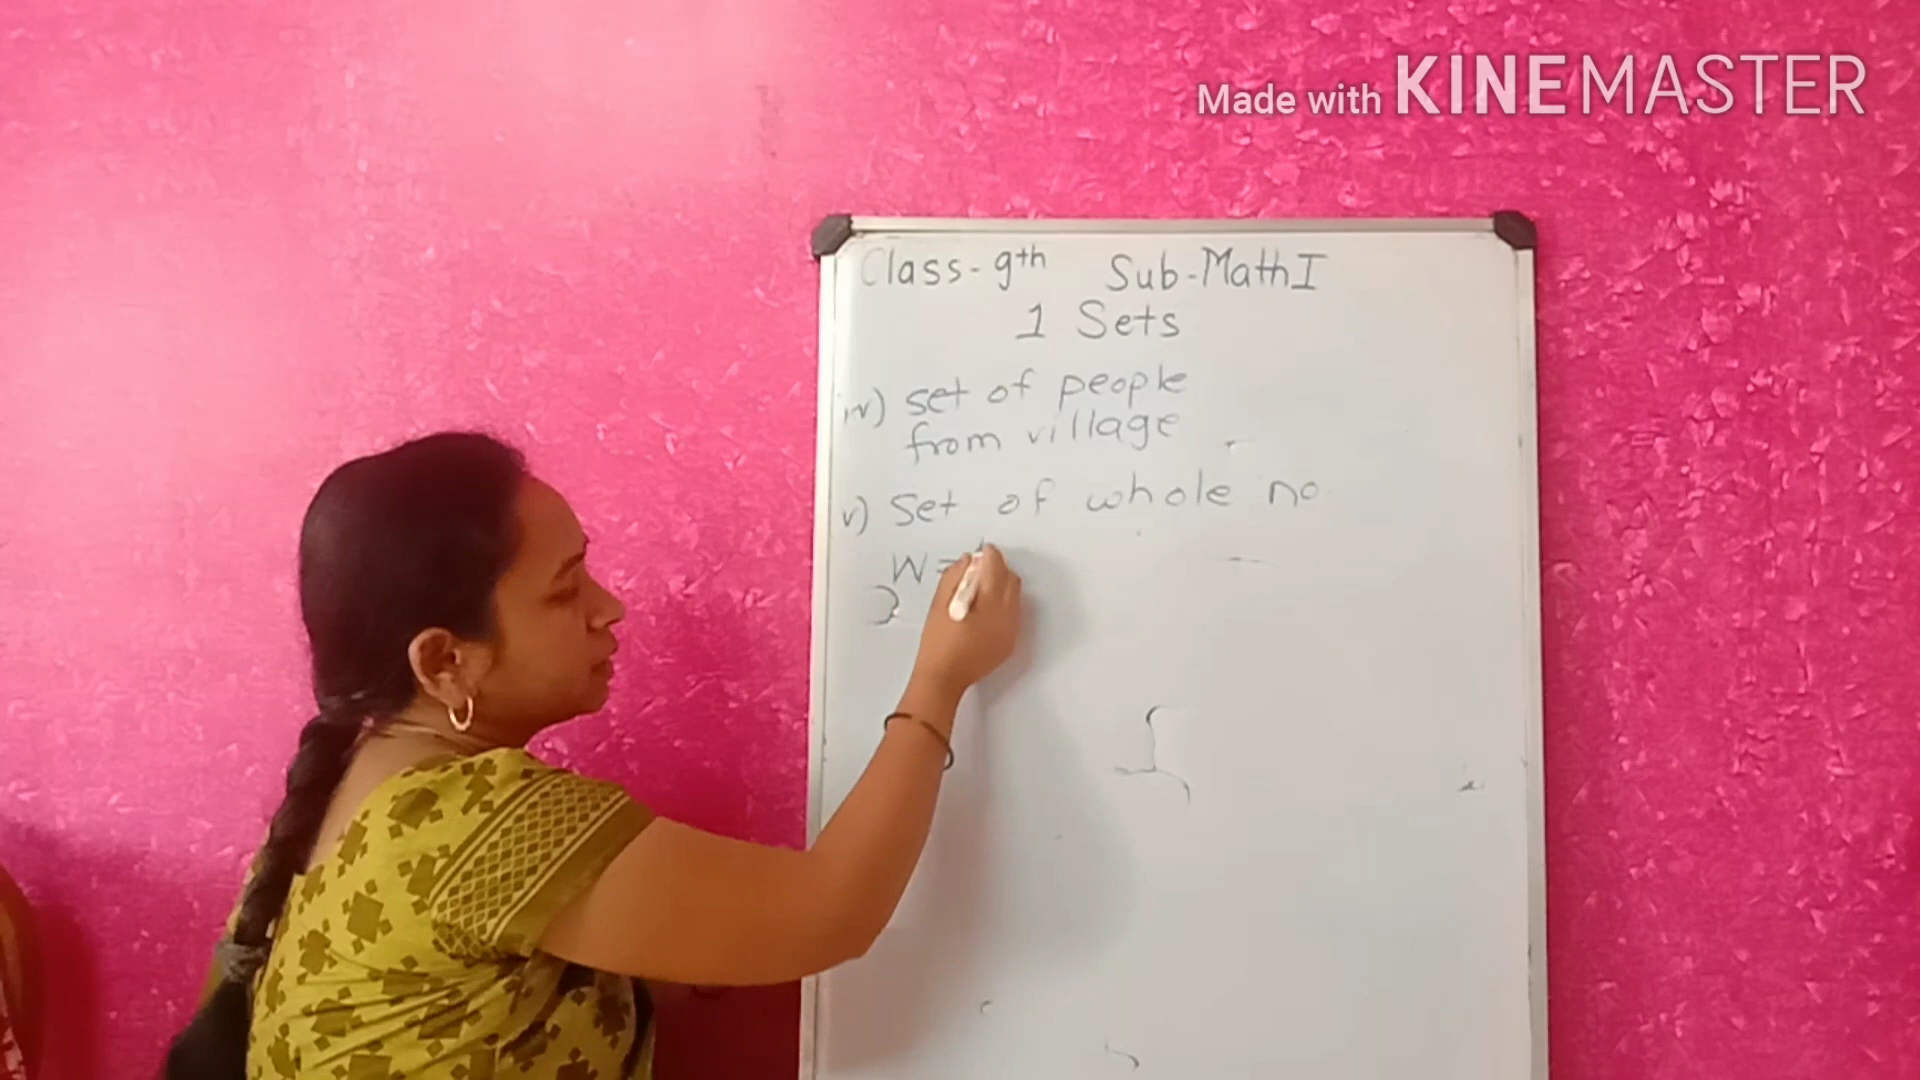 Made with KINEMASTER
Class-9th Sub-Math I
1 Sets
iv) set of people
from village
v) Set of whole no.
W =